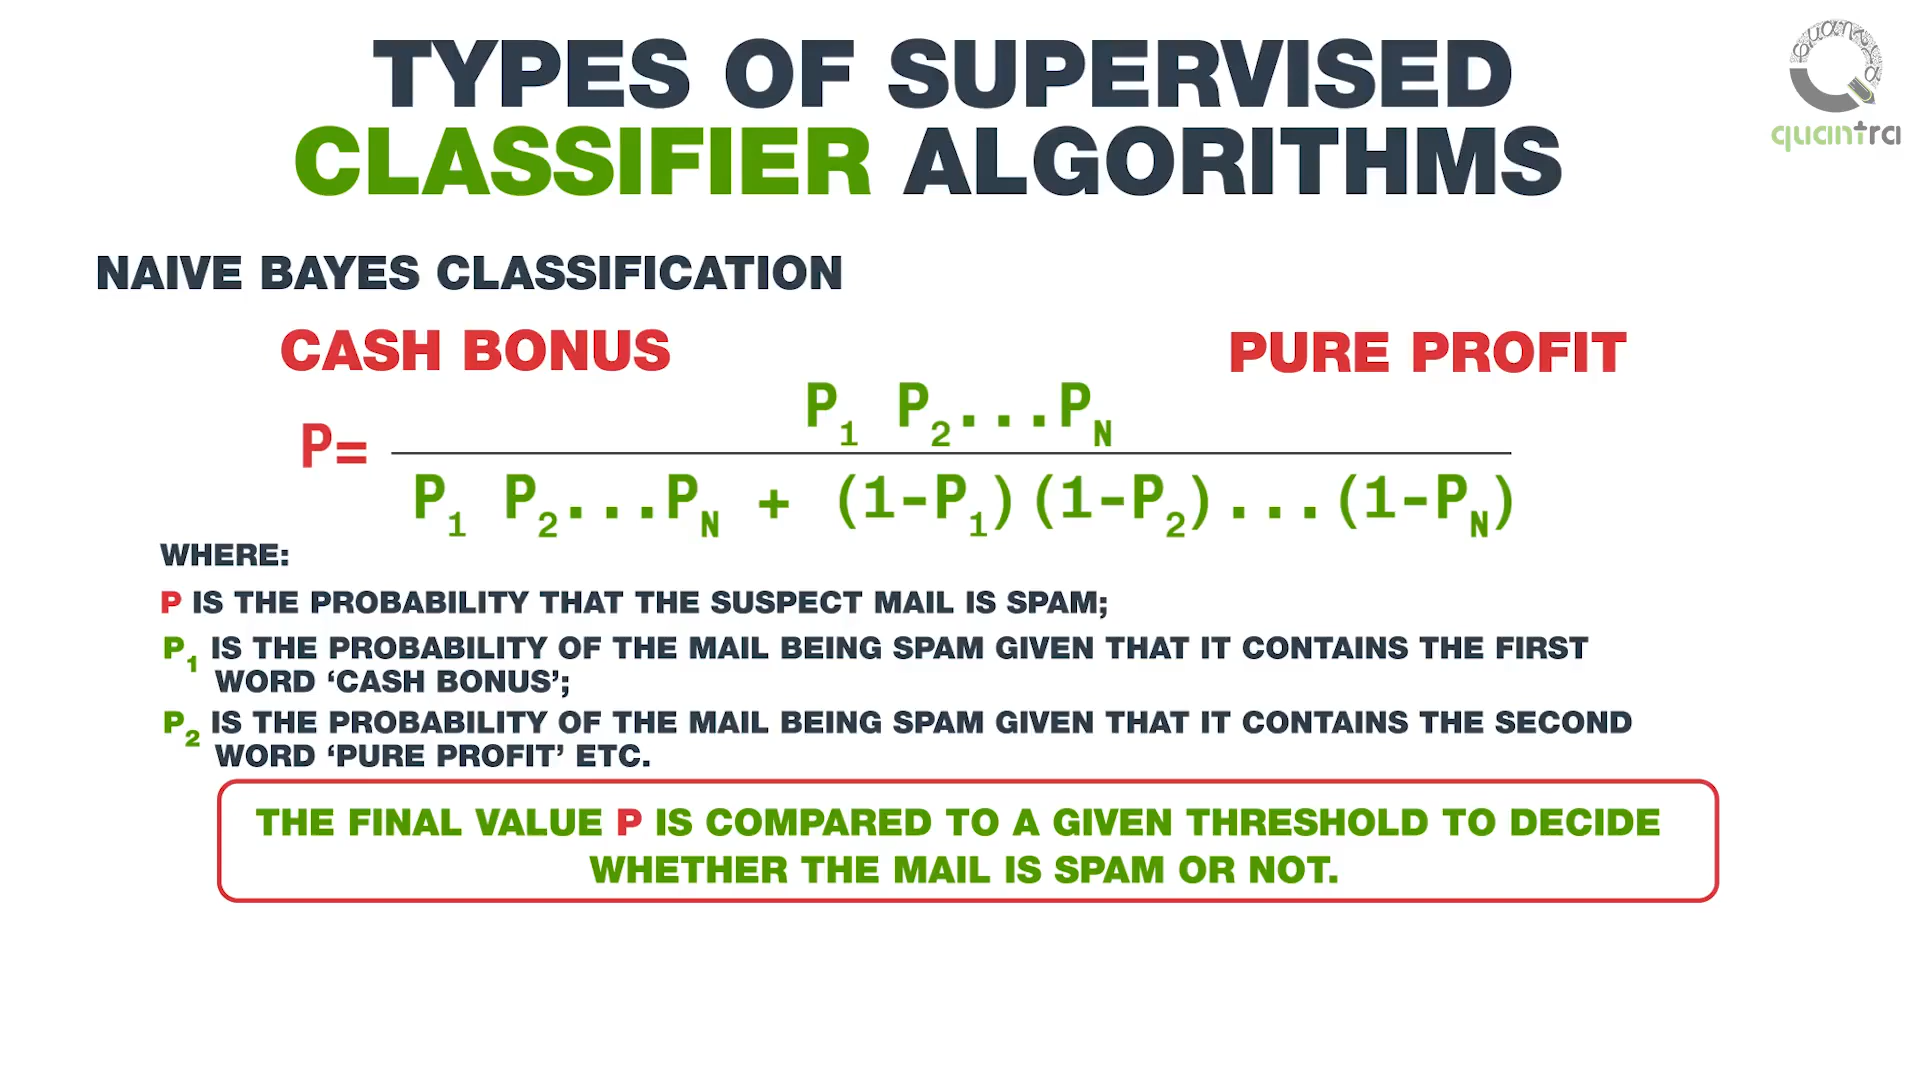 TYPES OF SUPERVISED
CLASSIFIER ALGORITHMS
quantra
NAIVE BAYES CLASSIFICATION
CASH BONUS
PURE PROFIT
P₁ P₂...P_N
P=
P₁ P₂...P_N + (1-P₁)(1-P₂)...(1-P_N)
WHERE:
P IS THE PROBABILITY THAT THE SUSPECT MAIL IS SPAM;
P₁ IS THE PROBABILITY OF THE MAIL BEING SPAM GIVEN THAT IT CONTAINS THE FIRST
WORD ‘CASH BONUS’;
P₂ IS THE PROBABILITY OF THE MAIL BEING SPAM GIVEN THAT IT CONTAINS THE SECOND
WORD ‘PURE PROFIT’ ETC.
THE FINAL VALUE P IS COMPARED TO A GIVEN THRESHOLD TO DECIDE
WHETHER THE MAIL IS SPAM OR NOT.